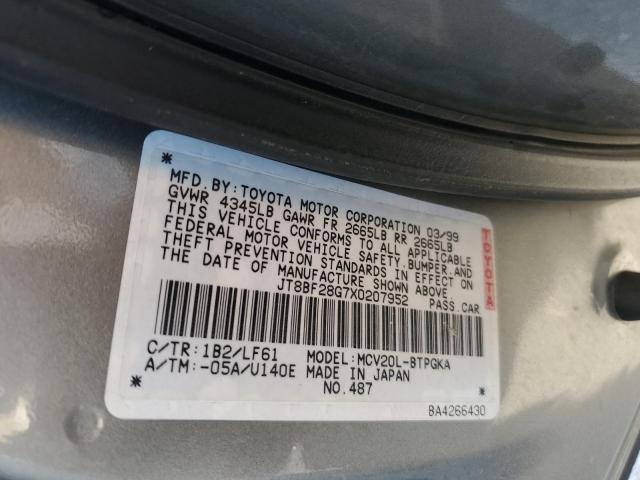 MFD. BY: TOYOTA MOTOR CORPORATION 03/99
GVWR 4345LB GAWR FR 2665LB RR 2665LB
THIS VEHICLE CONFORMS TO ALL APPLICABLE
FEDERAL MOTOR VEHICLE SAFETY, BUMPER, AND
THEFT PREVENTION STANDARDS IN EFFECT ON
THE DATE OF MANUFACTURE SHOWN ABOVE.
JT8BF28G7X0207952 PASS. CAR
TOYOTA
C/TR: 1B2/LF61 MODEL: MCV20L-BTPGKA
A/TM: -05A/U140E MADE IN JAPAN
NO. 487
BA4266430